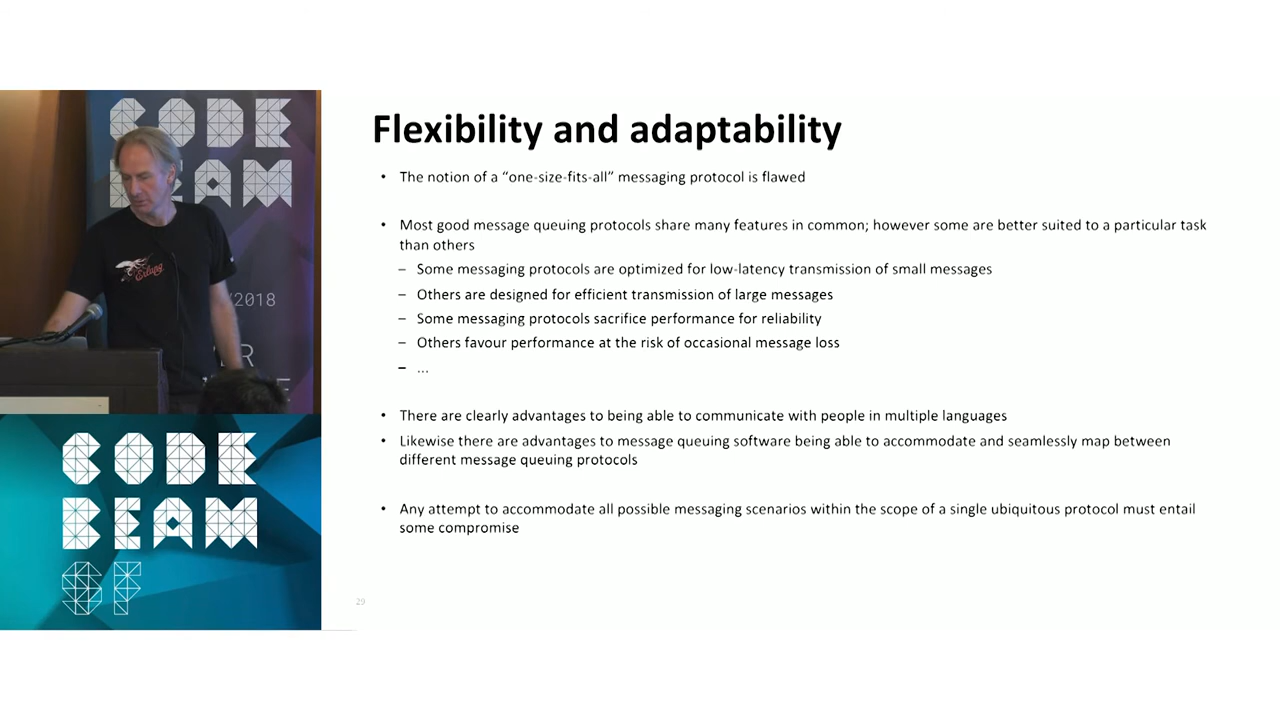 CODE
BEAM
Erlang
/2018
Flexibility and adaptability
• The notion of a “one-size-fits-all” messaging protocol is flawed
• Most good message queuing protocols share many features in common; however some are better suited to a particular task
than others
– Some messaging protocols are optimized for low-latency transmission of small messages
– Others are designed for efficient transmission of large messages
– Some messaging protocols sacrifice performance for reliability
– Others favour performance at the risk of occasional message loss
– ...
• There are clearly advantages to being able to communicate with people in multiple languages
• Likewise there are advantages to message queuing software being able to accommodate and seamlessly map between
different message queuing protocols
• Any attempt to accommodate all possible messaging scenarios within the scope of a single ubiquitous protocol must entail
some compromise
29
CODE
BEAM
SF